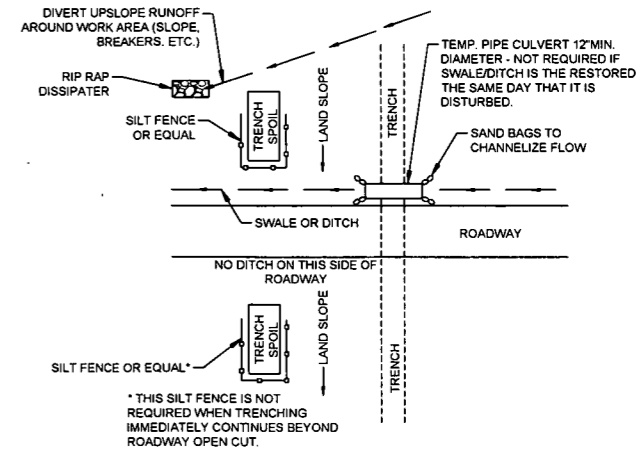 DIVERT UPSLOPE RUNOFF
AROUND WORK AREA (SLOPE,
BREAKERS. ETC.)
RIP RAP
DISSIPATER
SILT FENCE
OR EQUAL
TRENCH
SPOIL
LAND SLOPE
TRENCH
TEMP. PIPE CULVERT 12"MIN.
DIAMETER - NOT REQUIRED IF
SWALE/DITCH IS THE RESTORED
THE SAME DAY THAT IT IS
DISTURBED.
SAND BAGS TO
CHANNELIZE FLOW
SWALE OR DITCH
ROADWAY
NO DITCH ON THIS SIDE OF
ROADWAY
TRENCH
SPOIL
LAND SLOPE
TRENCH
SILT FENCE OR EQUAL*
* THIS SILT FENCE IS NOT
REQUIRED WHEN TRENCHING
IMMEDIATELY CONTINUES BEYOND
ROADWAY OPEN CUT.